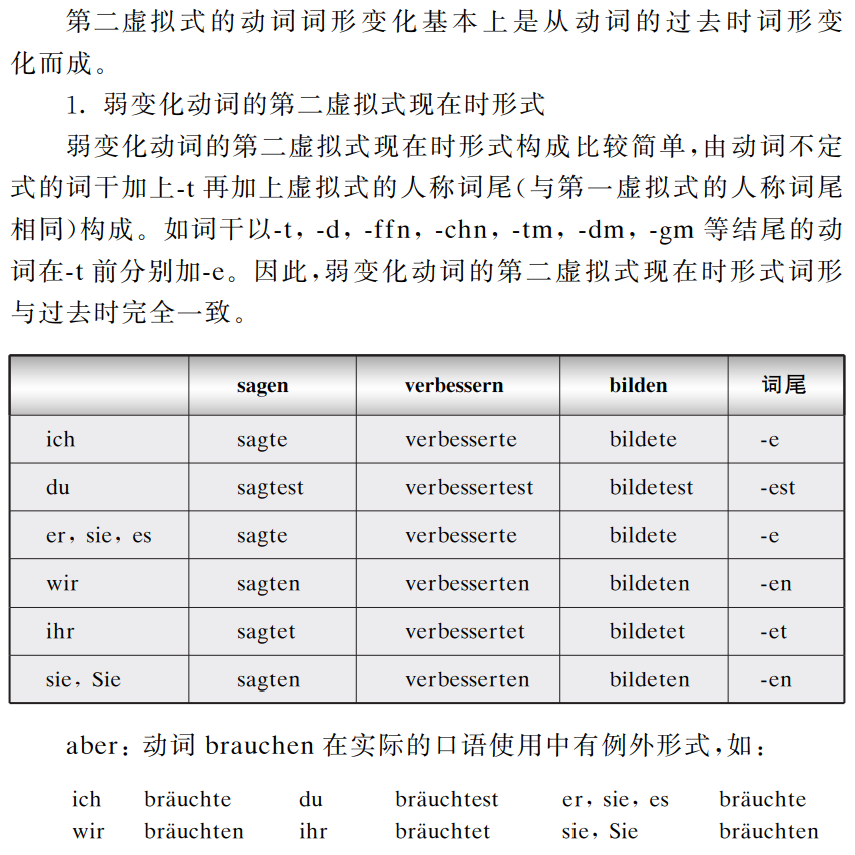 第二虚拟式的动词词形变化基本上是从动词的过去时词形变
化而成。
1. 弱变化动词的第二虚拟式现在时形式
弱变化动词的第二虚拟式现在时形式构成比较简单,由动词不定
式的词干加上-t 再加上虚拟式的人称词尾(与第一虚拟式的人称词尾
相同)构成。如词干以-t, -d, -ffn, -chn, -tm, -dm, -gm 等结尾的动
词在-t 前分别加-e。因此,弱变化动词的第二虚拟式现在时形式词形
与过去时完全一致。
sagen verbessern bilden 词尾
ich sagte verbesserte bildete -e
du sagtest verbessertest bildetest -est
er, sie, es sagte verbesserte bildete -e
wir sagten verbesserten bildeten -en
ihr sagtet verbessertet bildetet -et
sie, Sie sagten verbesserten bildeten -en
aber: 动词 brauchen 在实际的口语使用中有例外形式,如:
ich bräuchte du bräuchtest er, sie, es bräuchte
wir bräuchten ihr bräuchtet sie, Sie bräuchten